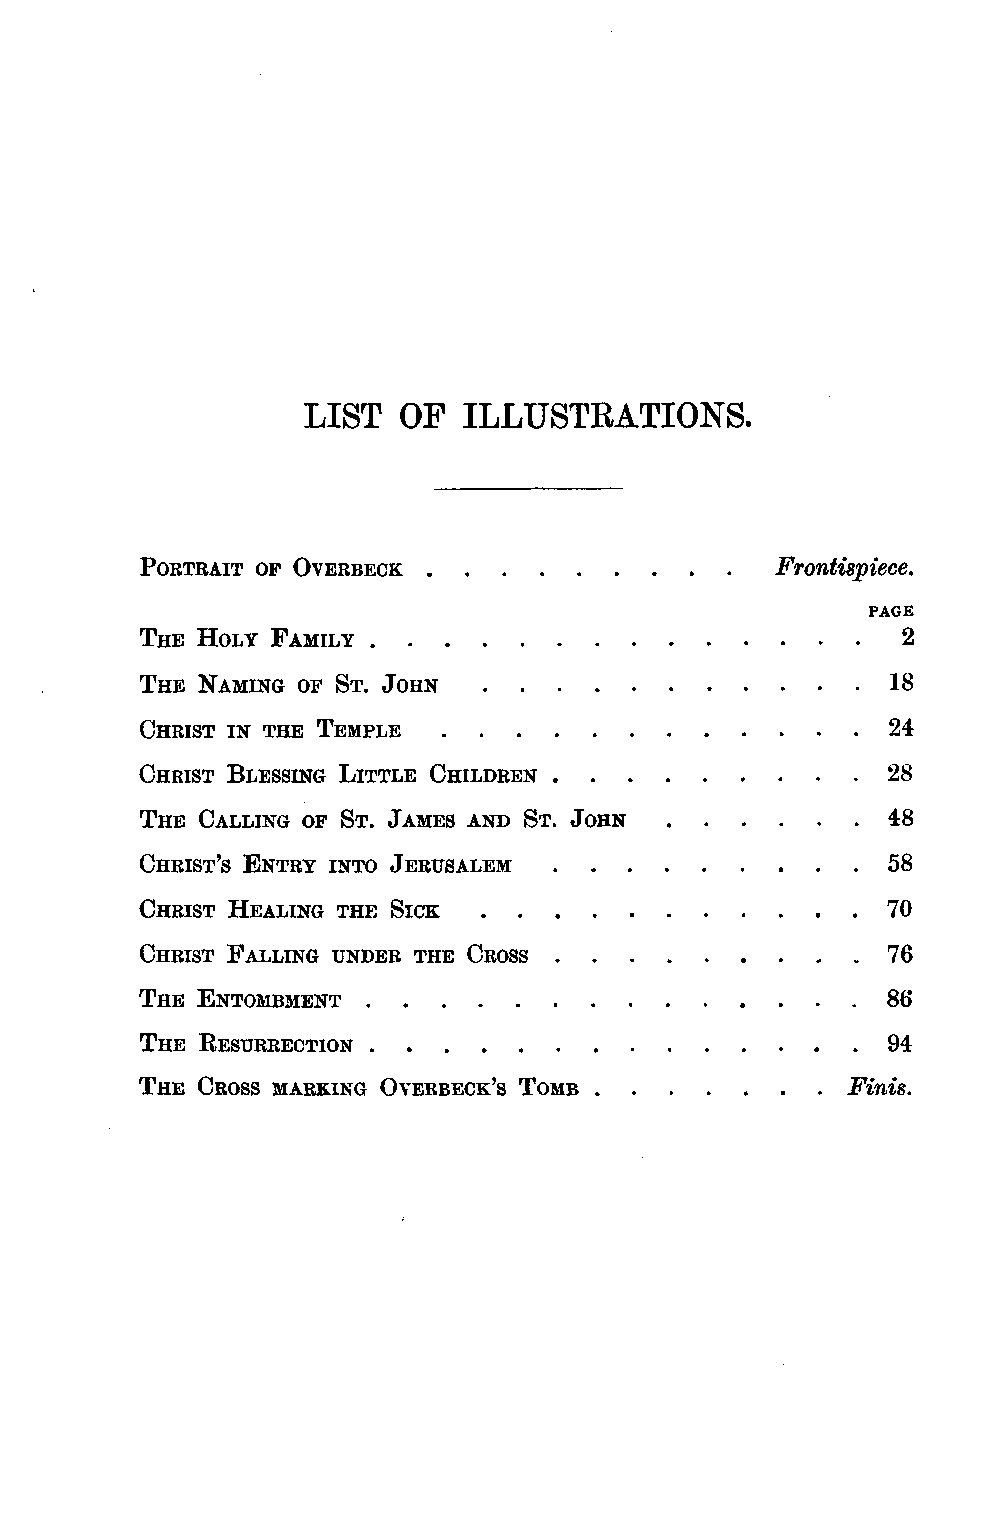 LIST OF ILLUSTRATIONS.
PORTRAIT OF OVERBECK . . . . . . . . . Frontispiece.
PAGE
THE HOLY FAMILY . . . . . . . . . . . . . . 2
THE NAMING OF ST. JOHN . . . . . . . . . . . 18
CHRIST IN THE TEMPLE . . . . . . . . . . . . 24
CHRIST BLESSING LITTLE CHILDREN . . . . . . . . . 28
THE CALLING OF ST. JAMES AND ST. JOHN . . . . . . 48
CHRIST'S ENTRY INTO JERUSALEM . . . . . . . . . 58
CHRIST HEALING THE SICK . . . . . . . . . . . 70
CHRIST FALLING UNDER THE CROSS . . . . . . . . . 76
THE ENTOMBMENT . . . . . . . . . . . . . . 86
THE RESURRECTION . . . . . . . . . . . . . . 94
THE CROSS MARKING OVERBECK'S TOMB . . . . . . . Finis.